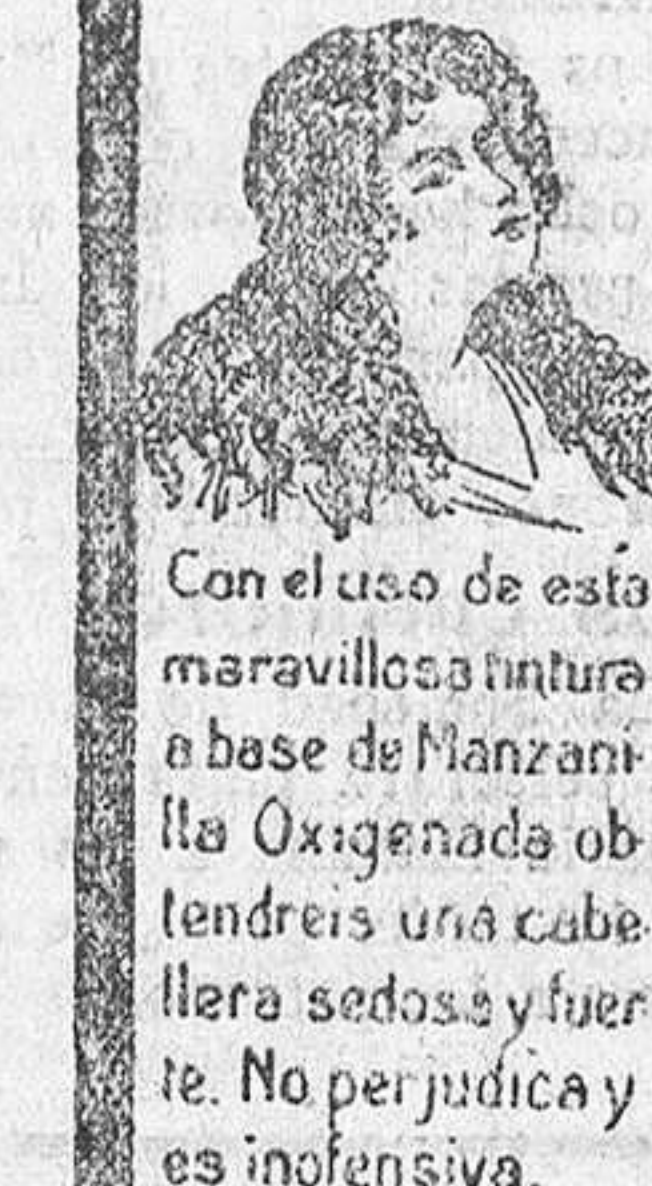 Con el uso de esta
maravillosa tintura
a base de Manzani-
lla Oxigenada ob-
tendreis una cabe-
llera sedosa y fuer-
te. No perjudica y
es inofensiva.